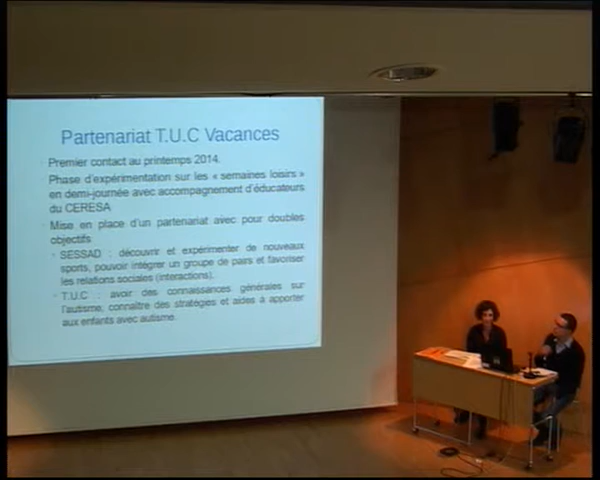 Partenariat T.U.C Vacances
Premier contact au printemps 2014.
Phase d'expérimentation sur les « semaines loisirs »
en demi-journée avec accompagnement d'éducateurs
du CERESA
Mise en place d'un partenariat avec pour doubles
objectifs
SESSAD : découvrir et expérimenter de nouveaux
sports, pouvoir intégrer un groupe de pairs et favoriser
les relations sociales (interactions).
T.U.C : avoir des connaissances générales sur
l'autisme, connaître des stratégies et aides à apporter
aux enfants avec autisme.